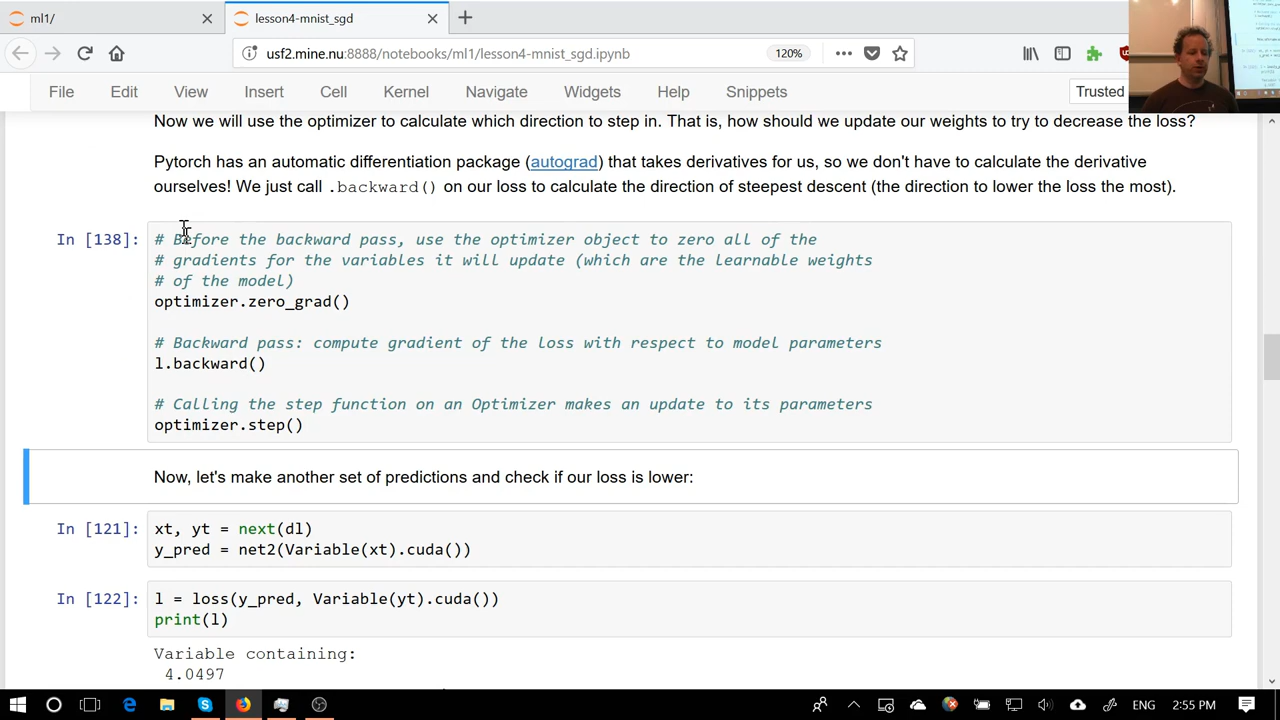 ml1/
lesson4-mnist_sgd
usf2.mine.nu:8888/notebooks/ml1/lesson4-mnist_sgd.ipynb
120%
File Edit View Insert Cell Kernel Navigate Widgets Help Snippets
Trusted
Now we will use the optimizer to calculate which direction to step in. That is, how should we update our weights to try to decrease the loss?
Pytorch has an automatic differentiation package (autograd) that takes derivatives for us, so we don't have to calculate the derivative
ourselves! We just call .backward() on our loss to calculate the direction of steepest descent (the direction to lower the loss the most).
In [138]:
# Before the backward pass, use the optimizer object to zero all of the
# gradients for the variables it will update (which are the learnable weights
# of the model)
optimizer.zero_grad()
# Backward pass: compute gradient of the loss with respect to model parameters
l.backward()
# Calling the step function on an Optimizer makes an update to its parameters
optimizer.step()
Now, let's make another set of predictions and check if our loss is lower:
In [121]:
xt, yt = next(dl)
y_pred = net2(Variable(xt).cuda())
In [122]:
l = loss(y_pred, Variable(yt).cuda())
print(l)
Variable containing:
4.0497
ENG
2:55 PM